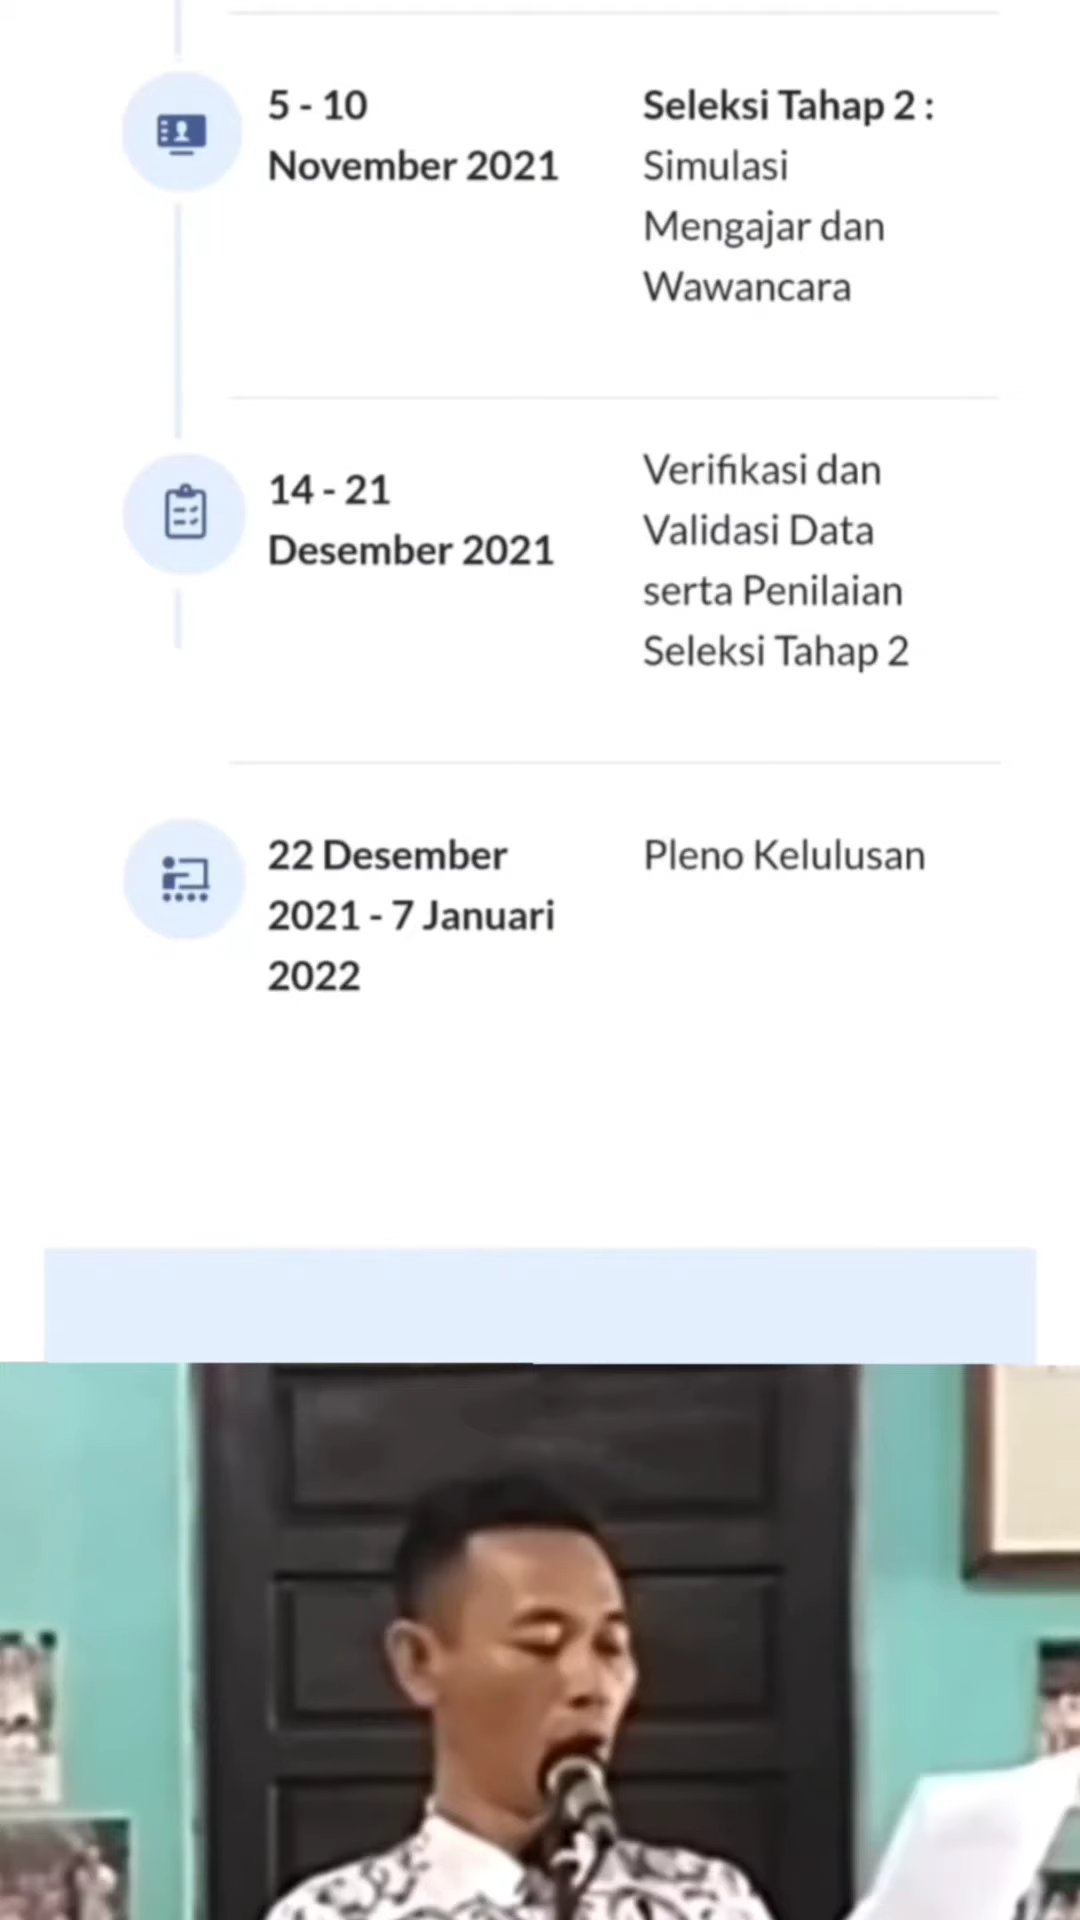 5 - 10
November 2021
Seleksi Tahap 2 :
Simulasi
Mengajar dan
Wawancara
14 - 21
Desember 2021
Verifikasi dan
Validasi Data
serta Penilaian
Seleksi Tahap 2
22 Desember
2021 - 7 Januari
2022
Pleno Kelulusan